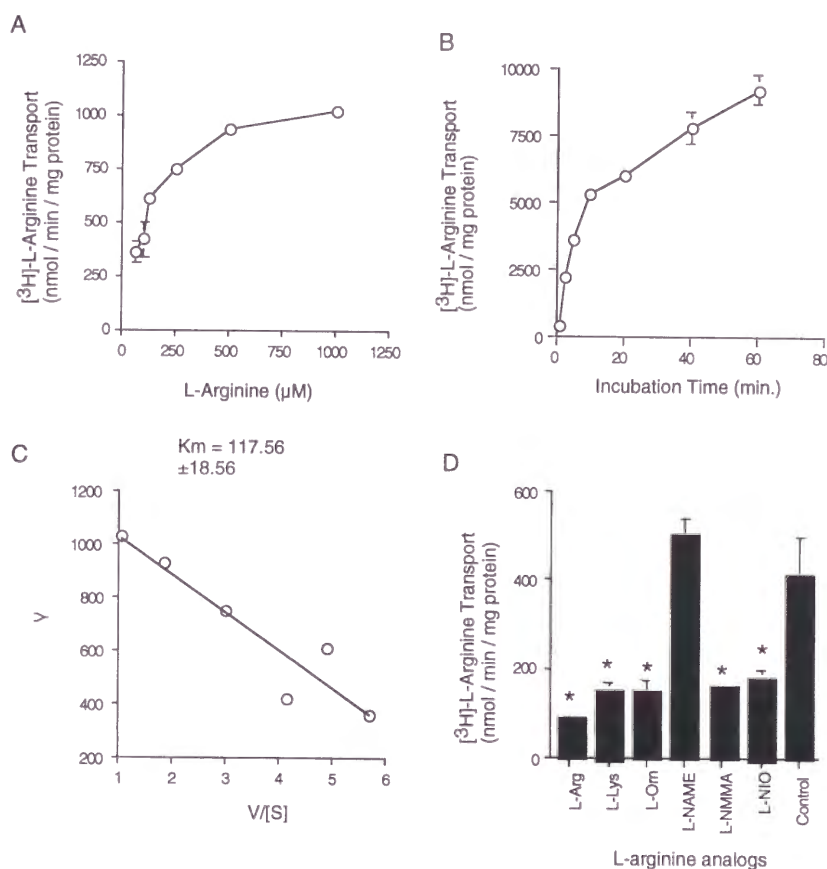 A
[³H]-L-Arginine Transport
(nmol / min / mg protein)
1250
1000
750
500
250
0
0
250
500
750
1000
1250
L-Arginine (µM)
B
[³H]-L-Arginine Transport
(nmol / mg protein)
10000
7500
5000
2500
0
0
20
40
60
80
Incubation Time (min.)
C
Km = 117.56
±18.56
V
1200
1000
800
600
400
200
1
2
3
4
5
6
V/[S]
D
[³H]-L-Arginine Transport
(nmol / min / mg protein)
600
400
200
0
*
*
*
*
*
L-Arg
L-Lys
L-Orn
L-NAME
L-NMMA
L-NIO
Control
L-arginine analogs